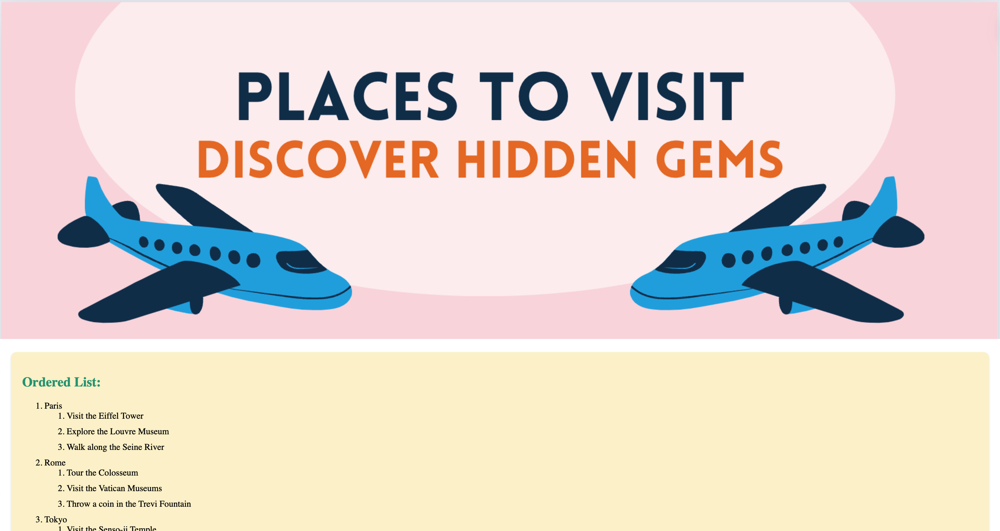 PLACES TO VISIT
DISCOVER HIDDEN GEMS
Ordered List:
1. Paris
1. Visit the Eiffel Tower
2. Explore the Louvre Museum
3. Walk along the Seine River
2. Rome
1. Tour the Colosseum
2. Visit the Vatican Museums
3. Throw a coin in the Trevi Fountain
3. Tokyo
1. Visit the Senso-ji Temple